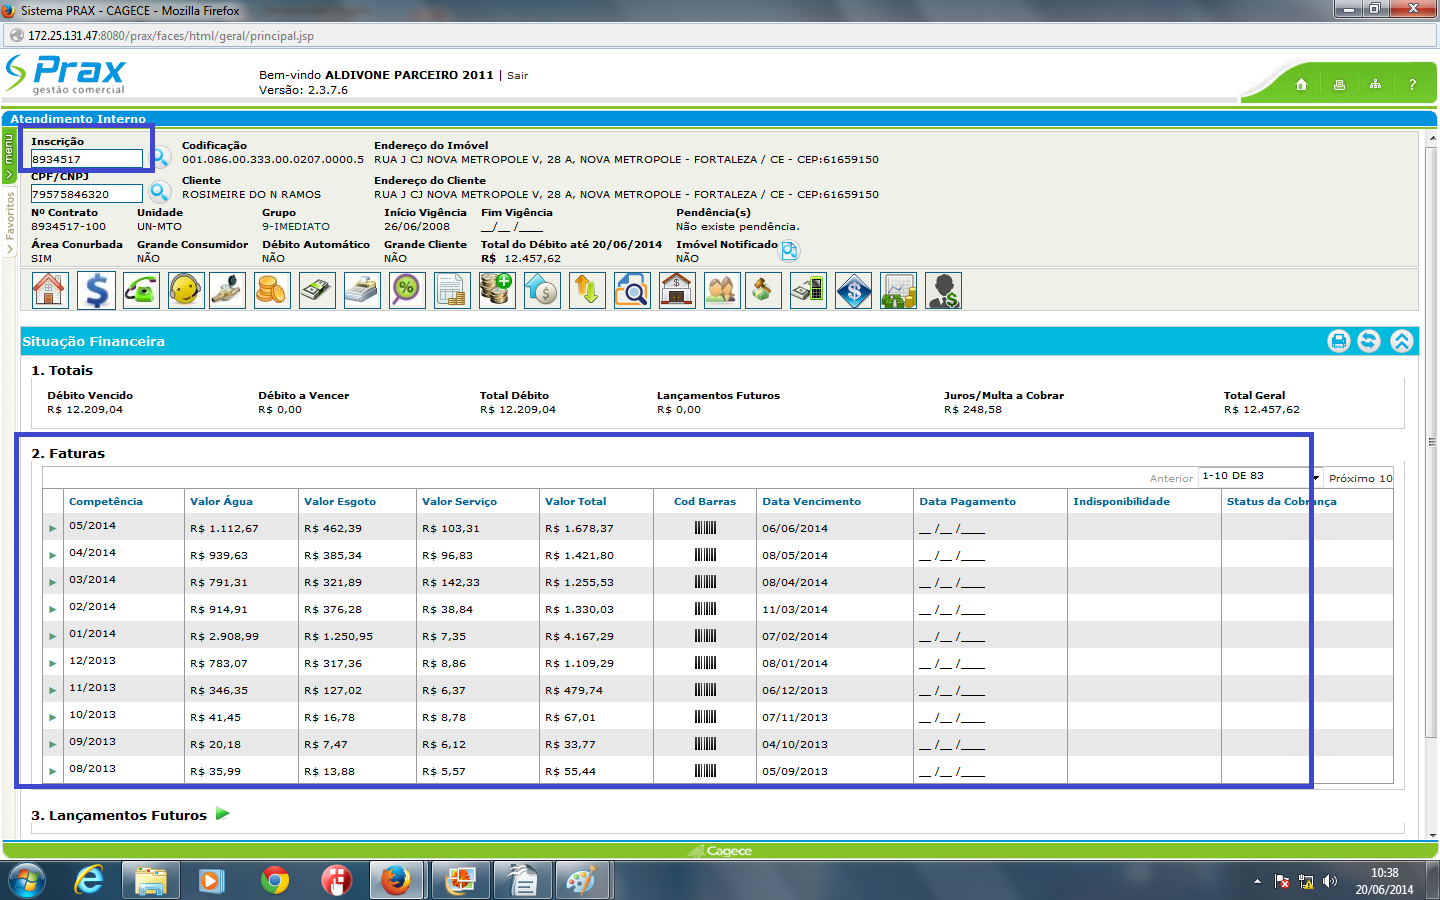 Sistema PRAX - CAGECE - Mozilla Firefox
172.25.131.47:8080/prax/faces/html/geral/principal.jsp
Prax
gestão comercial
Bem-vindo ALDIVONE PARCEIRO 2011 | Sair
Versão: 2.3.7.6
?
Atendimento Interno
menu
Favoritos
Inscrição Codificação Endereço do Imóvel
8934517 001.086.00.333.00.0207.0000.5 RUA J CJ NOVA METROPOLE V, 28 A, NOVA METROPOLE - FORTALEZA / CE - CEP:61659150
CPF/CNPJ Cliente Endereço do Cliente
79575846320 ROSIMEIRE DO N RAMOS RUA J CJ NOVA METROPOLE V, 28 A, NOVA METROPOLE - FORTALEZA / CE - CEP:61659150
Nº Contrato Unidade Grupo Início Vigência Fim Vigência Pendência(s)
8934517-100 UN-MTO 9-IMEDIATO 26/06/2008 __/__ /____ Não existe pendência.
Área Conurbada Grande Consumidor Débito Automático Grande Cliente Total do Débito até 20/06/2014 Imóvel Notificado
SIM NÃO NÃO NÃO R$ 12.457,62 NÃO
Situação Financeira
1. Totais
Débito Vencido Débito a Vencer Total Débito Lançamentos Futuros Juros/Multa a Cobrar Total Geral
R$ 12.209,04 R$ 0,00 R$ 12.209,04 R$ 0,00 R$ 248,58 R$ 12.457,62
2. Faturas
Anterior 1-10 DE 83 Próximo 10
Competência Valor Água Valor Esgoto Valor Serviço Valor Total Cod Barras Data Vencimento Data Pagamento Indisponibilidade Status da Cobrança
05/2014 R$ 1.112,67 R$ 462,39 R$ 103,31 R$ 1.678,37 06/06/2014 __ /__ /____
04/2014 R$ 939,63 R$ 385,34 R$ 96,83 R$ 1.421,80 08/05/2014 __ /__ /____
03/2014 R$ 791,31 R$ 321,89 R$ 142,33 R$ 1.255,53 08/04/2014 __ /__ /____
02/2014 R$ 914,91 R$ 376,28 R$ 38,84 R$ 1.330,03 11/03/2014 __ /__ /____
01/2014 R$ 2.908,99 R$ 1.250,95 R$ 7,35 R$ 4.167,29 07/02/2014 __ /__ /____
12/2013 R$ 783,07 R$ 317,36 R$ 8,86 R$ 1.109,29 08/01/2014 __ /__ /____
11/2013 R$ 346,35 R$ 127,02 R$ 6,37 R$ 479,74 06/12/2013 __ /__ /____
10/2013 R$ 41,45 R$ 16,78 R$ 8,78 R$ 67,01 07/11/2013 __ /__ /____
09/2013 R$ 20,18 R$ 7,47 R$ 6,12 R$ 33,77 04/10/2013 __ /__ /____
08/2013 R$ 35,99 R$ 13,88 R$ 5,57 R$ 55,44 05/09/2013 __ /__ /____
3. Lançamentos Futuros
Cagece
10:38
20/06/2014